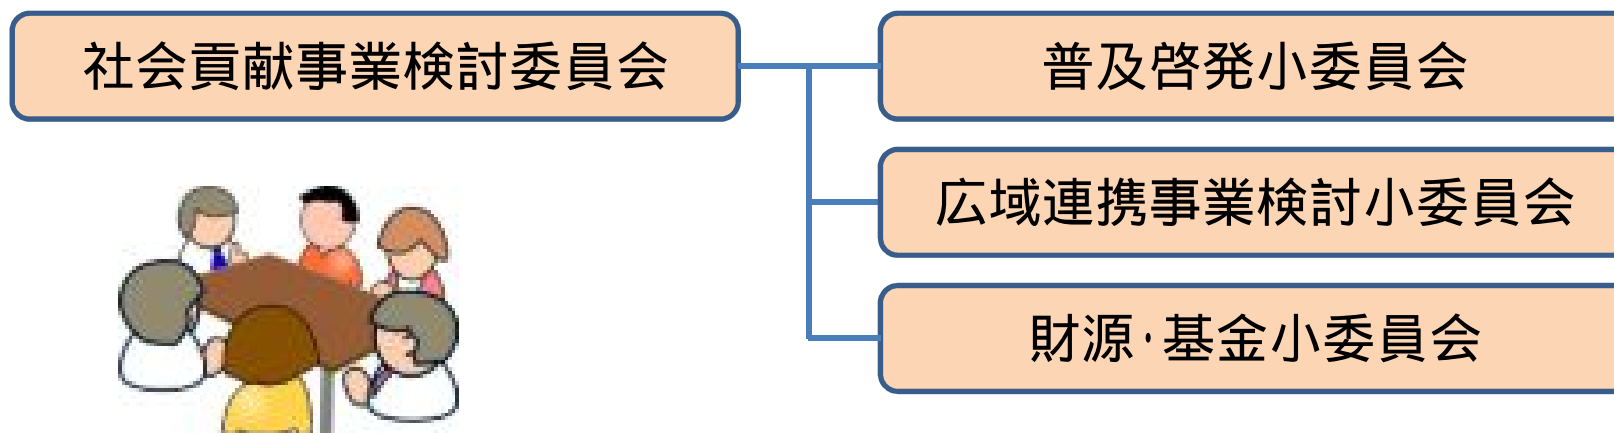 社会貢献事業検討委員会
普及啓発小委員会
広域連携事業検討小委員会
財源・基金小委員会